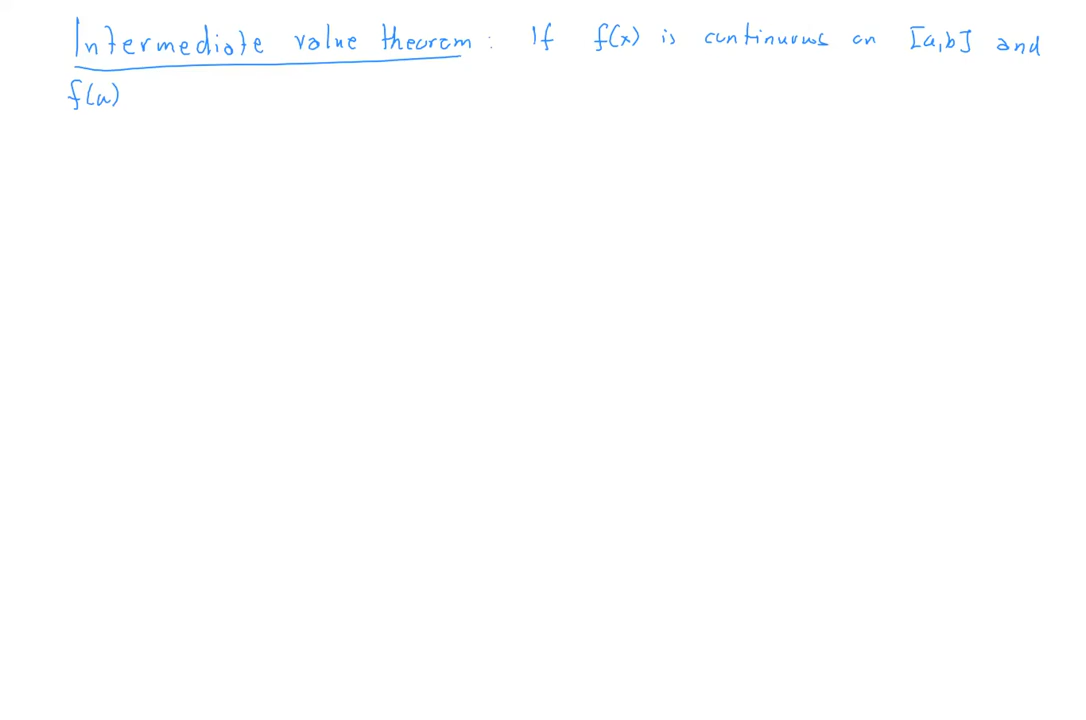 Intermediate value theorem: If f(x) is continuous on [a,b] and
f(a)